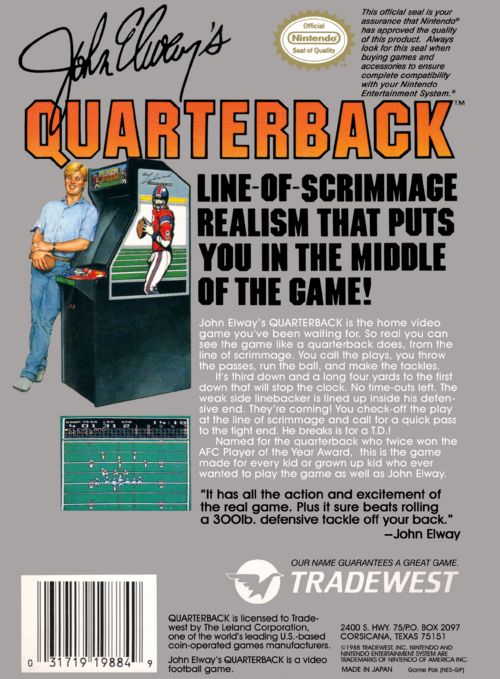 John Elway's
Official
Nintendo
Seal of Quality
This official seal is your
assurance that Nintendo®
has approved the quality
of this product. Always
look for this seal when
buying games and
accessories to ensure
complete compatibility
with your Nintendo
Entertainment System.®
QUARTERBACK™
LINE-OF-SCRIMMAGE
REALISM THAT PUTS
YOU IN THE MIDDLE
OF THE GAME!
John Elway's QUARTERBACK is the home video
game you've been waiting for. So real you can
see the game like a quarterback does, from the
line of scrimmage. You call the plays, you throw
the passes, run the ball, and make the tackles.
It's third down and a long four yards to the first
down that will stop the clock. No time-outs left. The
weak side linebacker is lined up inside his defen-
sive end. They're coming! You check-off the play
at the line of scrimmage and call for a quick pass
to the tight end. He breaks is for a T.D.!
Named for the quarterback who twice won the
AFC Player of the Year Award, this is the game
made for every kid or grown up kid who ever
wanted to play the game as well as John Elway.
"It has all the action and excitement of
the real game. Plus it sure beats rolling
a 300lb. defensive tackle off your back."
—John Elway
OUR NAME GUARANTEES A GREAT GAME.
TRADEWEST
QUARTERBACK is licensed to Trade-
west by The Leland Corporation,
one of the world's leading U.S.-based
coin-operated games manufacturers.
John Elway's QUARTERBACK is a video
football game.
2400 S. HWY. 75/P.O. BOX 2097
CORSICANA, TEXAS 75151
©1988 TRADEWEST, INC. NINTENDO AND
NINTENDO ENTERTAINMENT SYSTEM ARE
TRADEMARKS OF NINTENDO OF AMERICA INC.
MADE IN JAPAN Game Pak (NES-GP)
0 31719 19884 9